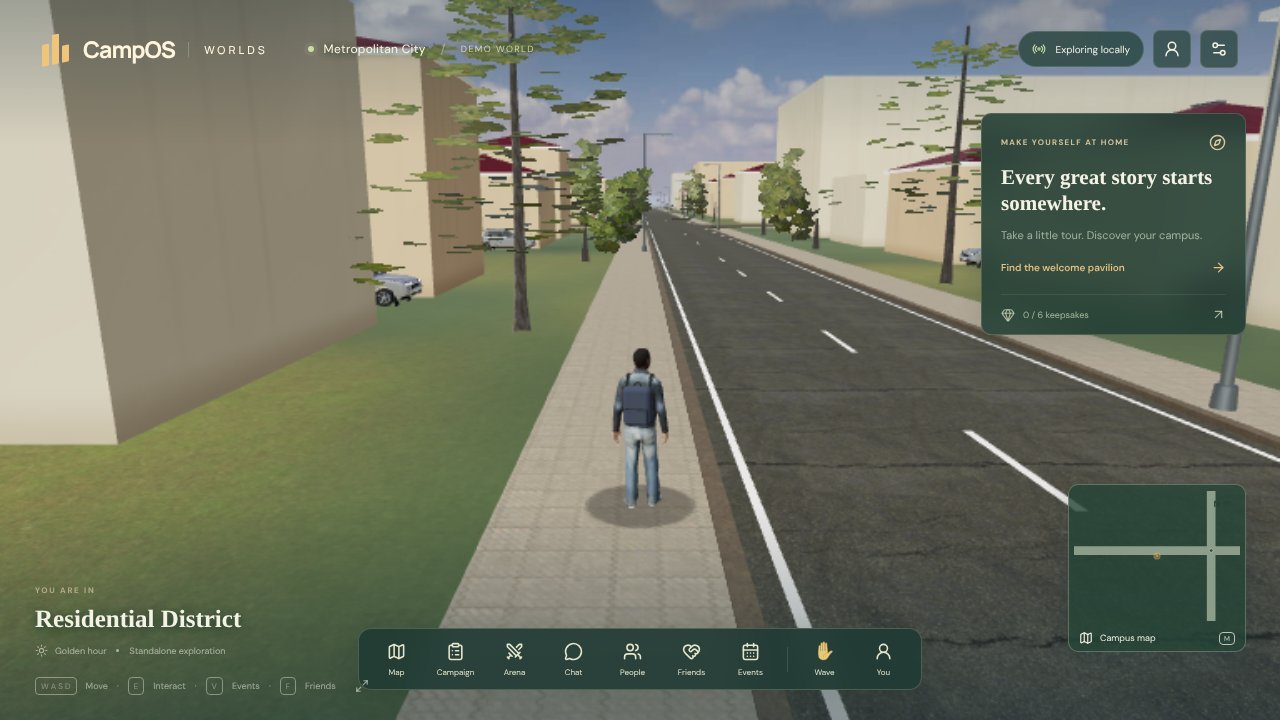 CampOS
WORLDS
Metropolitan City / DEMO WORLD
Exploring locally
MAKE YOURSELF AT HOME
Every great story starts
somewhere.
Take a little tour. Discover your campus.
Find the welcome pavilion
0 / 6 keepsakes
Campus map
M
YOU ARE IN
Residential District
Golden hour • Standalone exploration
WASD Move · E Interact · V Events · F Friends
Map
Campaign
Arena
Chat
People
Friends
Events
Wave
You